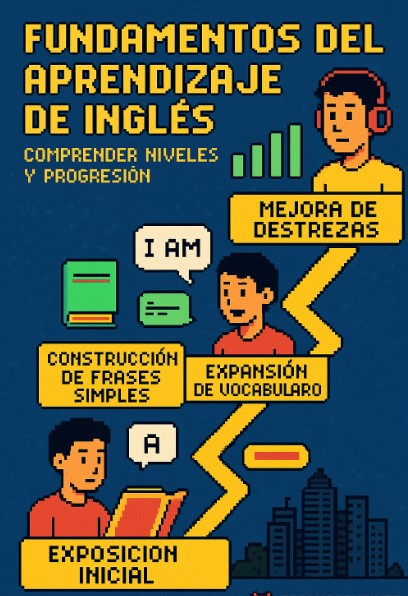 FUNDAMENTOS DEL
APRENDIZAJE
DE INGLÉS
COMPRENDER NIVELES
Y PROGRESIÓN
MEJORA DE
DESTREZAS
I AM
CONSTRUCCIÓN
DE FRASES
SIMPLES
EXPANSIÓN
DE VOCABULARO
A
EXPOSICION
INICIAL